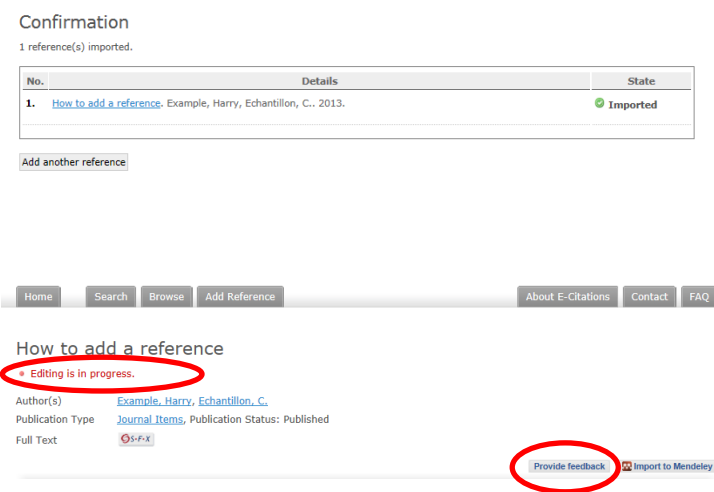 Confirmation
1 reference(s) imported.
No. Details State
1. How to add a reference. Example, Harry, Echantillon, C.. 2013. Imported
Add another reference
Home Search Browse Add Reference About E-Citations Contact FAQ
How to add a reference
Editing is in progress.
Author(s) Example, Harry, Echantillon, C.
Publication Type Journal Items, Publication Status: Published
Full Text S·F·X
Provide feedback Import to Mendeley